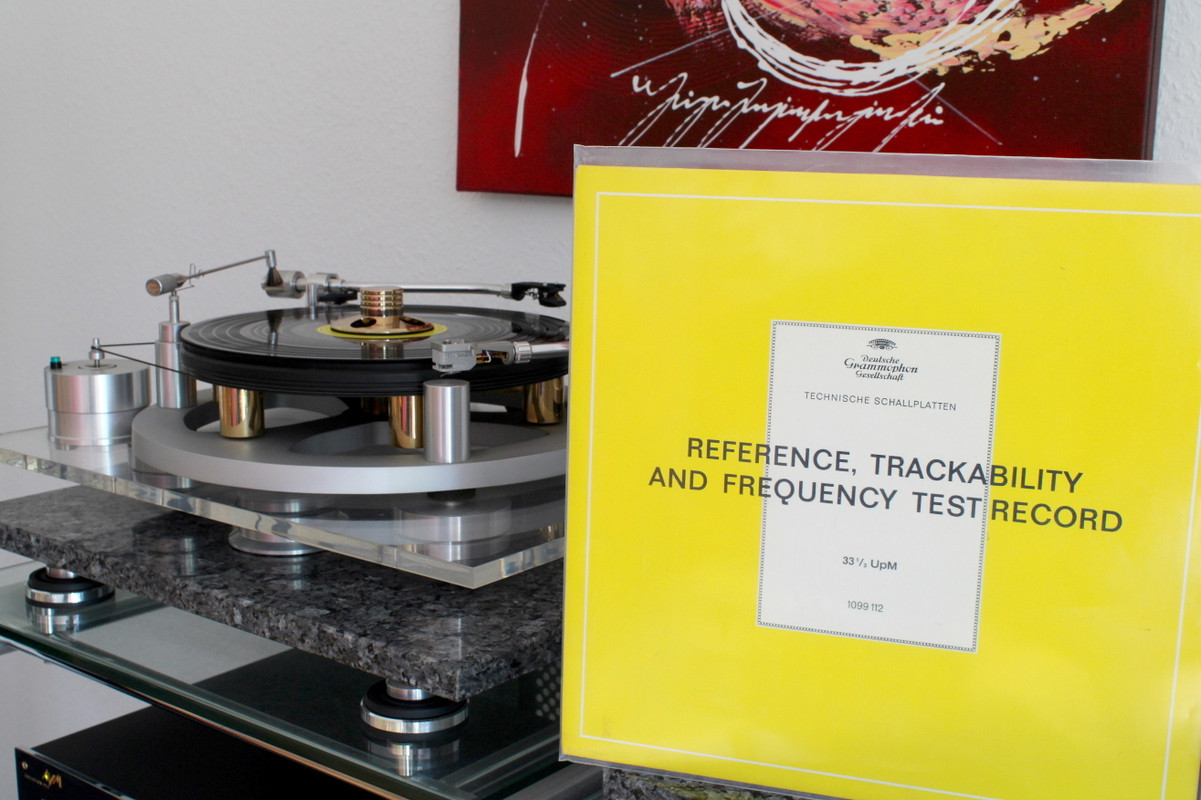 Deutsche
Grammophon
Gesellschaft
TECHNISCHE SCHALLPLATTEN
REFERENCE, TRACKABILITY
AND FREQUENCY TEST RECORD
33 1/3 UpM
1099 112